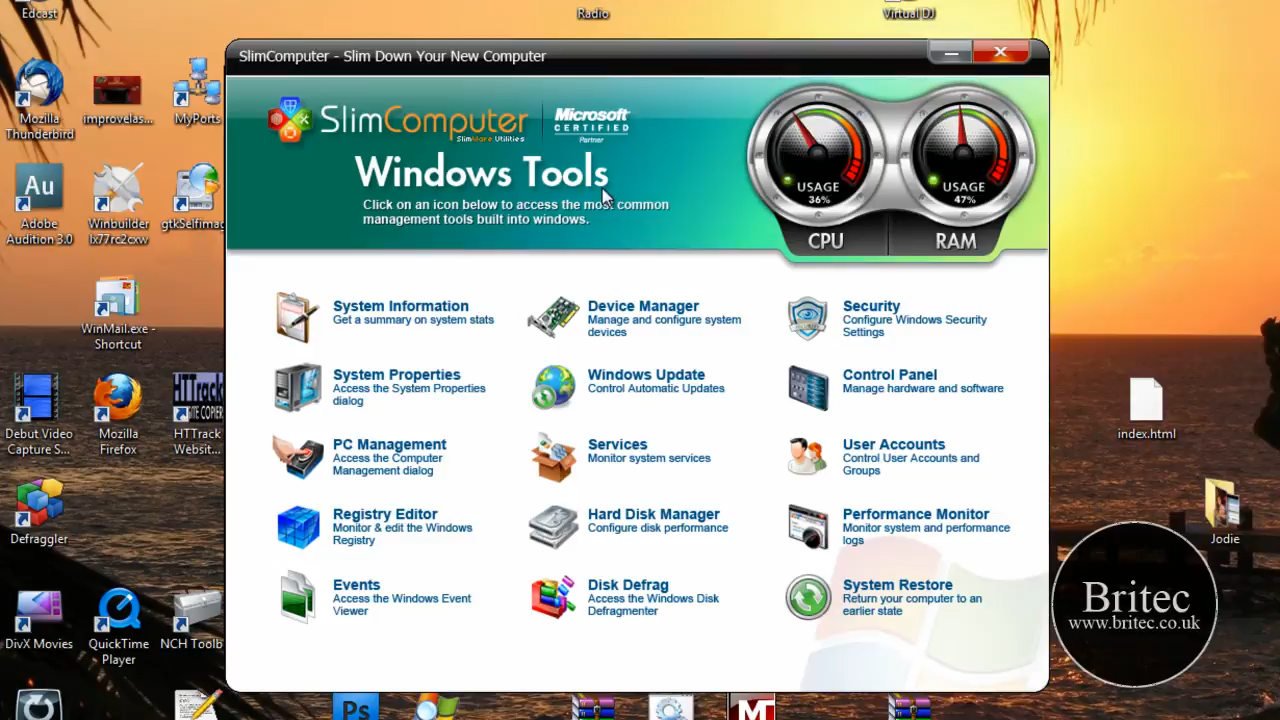 Edcast
Radio
Virtual DJ
SlimComputer - Slim Down Your New Computer
SlimComputer
SlimWare Utilities
Microsoft
CERTIFIED
Partner
Windows Tools
Click on an icon below to access the most common
management tools built into windows.
USAGE
36%
CPU
USAGE
47%
RAM
Mozilla
Thunderbird
improvelas...
MyPorts
Au
Adobe
Audition 3.0
Winbuilder
lx77rc2cxw
gtkSelfimag
WinMail.exe -
Shortcut
Debut Video
Capture S...
Mozilla
Firefox
HTTrack
SITE COPIER
HTTrack
Websit...
Defraggler
DivX Movies
QuickTime
Player
NCH Toolb
System Information
Get a summary on system stats
Device Manager
Manage and configure system
devices
Security
Configure Windows Security
Settings
System Properties
Access the System Properties
dialog
Windows Update
Control Automatic Updates
Control Panel
Manage hardware and software
PC Management
Access the Computer
Management dialog
Services
Monitor system services
User Accounts
Control User Accounts and
Groups
Registry Editor
Monitor & edit the Windows
Registry
Hard Disk Manager
Configure disk performance
Performance Monitor
Monitor system and performance
logs
Events
Access the Windows Event
Viewer
Disk Defrag
Access the Windows Disk
Defragmenter
System Restore
Return your computer to an
earlier state
index.html
Jodie
Britec
www.britec.co.uk
Ps
M